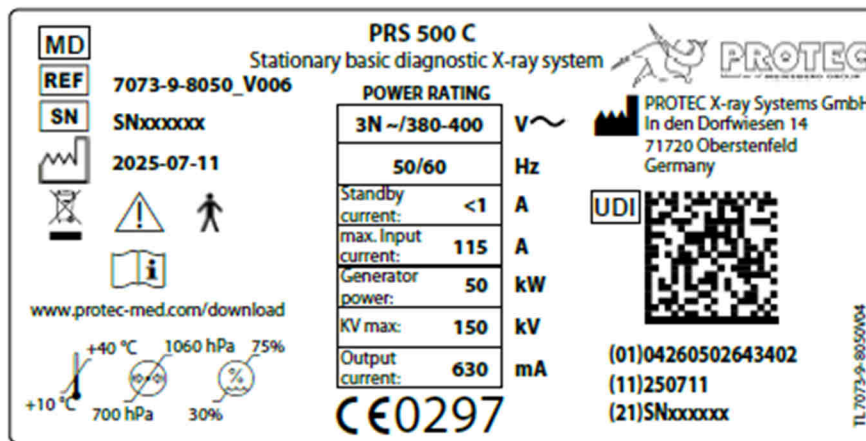 PRS 500 C
Stationary basic diagnostic X-ray system
MD
REF 7073-9-8050_V006
SN SNxxxxxx
2025-07-11
www.protec-med.com/download
+10 °C +40 °C
700 hPa 1060 hPa
30% 75%
%
i
POWER RATING
3N ~/380-400 V~
50/60 Hz
Standby current: <1 A
max. Input current: 115 A
Generator power: 50 kW
KV max: 150 kV
Output current: 630 mA
CE0297
PROTEC
PROTEC X-ray Systems GmbH
In den Dorfwiesen 14
71720 Oberstenfeld
Germany
UDI
(01)04260502643402
(11)250711
(21)SNxxxxxx
TL7073-9-8050V04